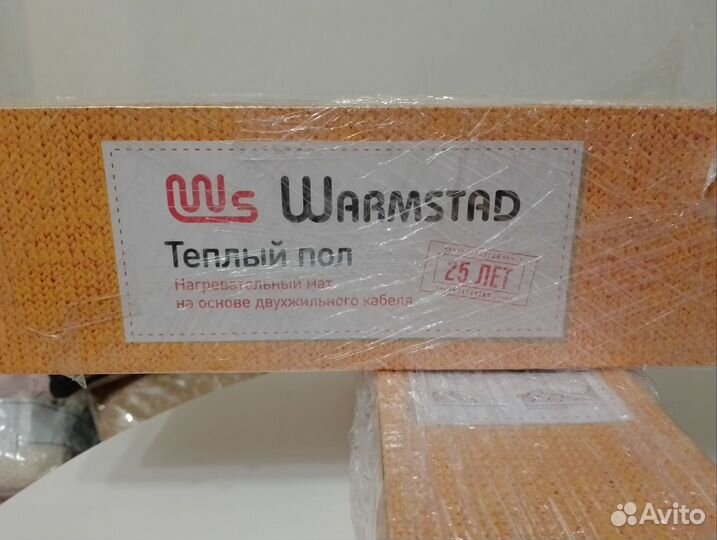 Ws WARMSTAD
Теплый пол
Нагревательный мат
на основе двухжильного кабеля
25 ЛЕТ
Avito